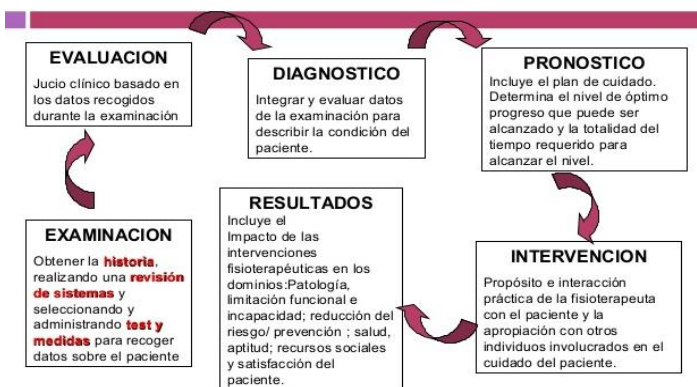 EVALUACION
Jucio clínico basado en
los datos recogidos
durante la examinación
DIAGNOSTICO
Integrar y evaluar datos
de la examinación para
describir la condición del
paciente.
PRONOSTICO
Incluye el plan de cuidado.
Determina el nivel de óptimo
progreso que puede ser
alcanzado y la totalidad del
tiempo requerido para
alcanzar el nivel.
EXAMINACION
Obtener la historia,
realizando una revisión
de sistemas y
seleccionando y
administrando test y
medidas para recoger
datos sobre el paciente
RESULTADOS
Incluye el
Impacto de las
intervenciones
fisioterapéuticas en los
dominios:Patología,
limitación funcional e
incapacidad; reducción del
riesgo/ prevención ; salud,
aptitud; recursos sociales
y satisfacción del
paciente.
INTERVENCION
Propósito e interacción
práctica de la fisioterapeuta
con el paciente y la
apropiación con otros
individuos involucrados en el
cuidado del paciente.